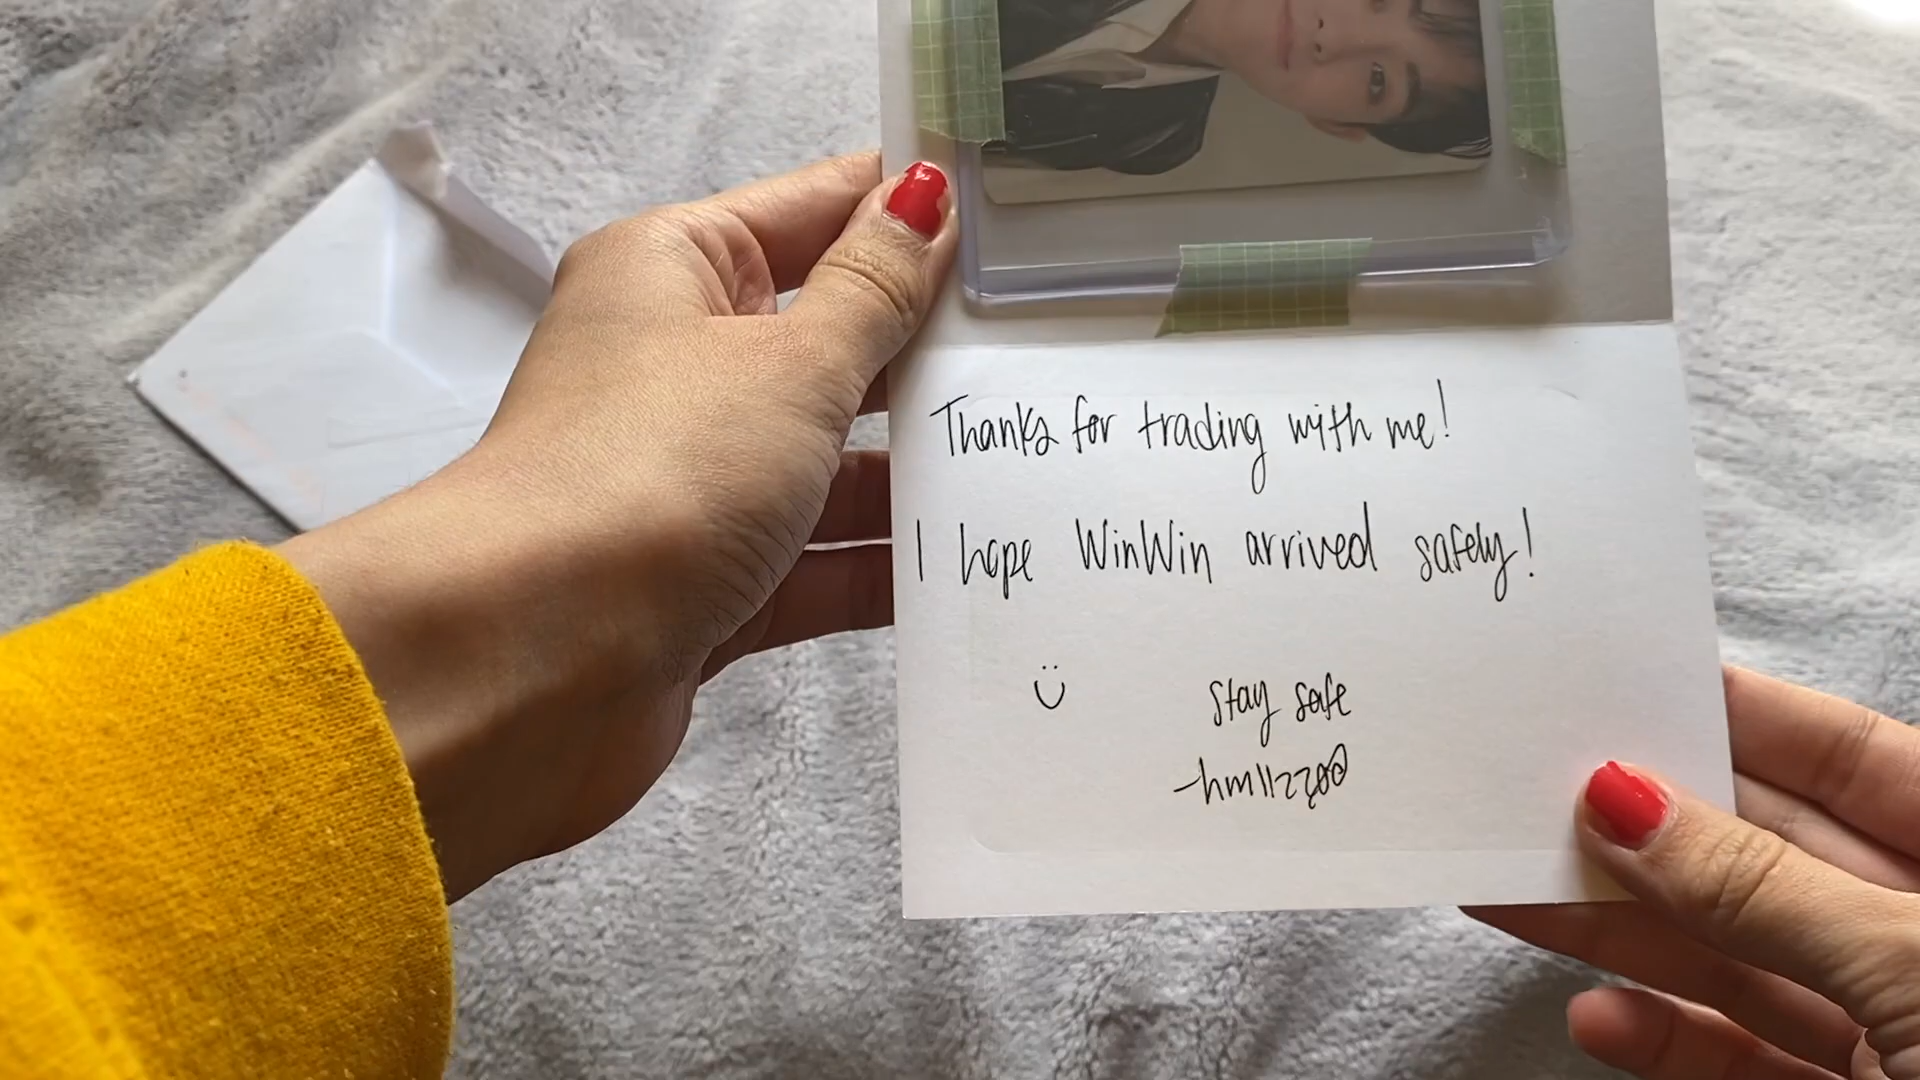 Thanks for trading with me!
I hope WinWin arrived safely!
stay safe